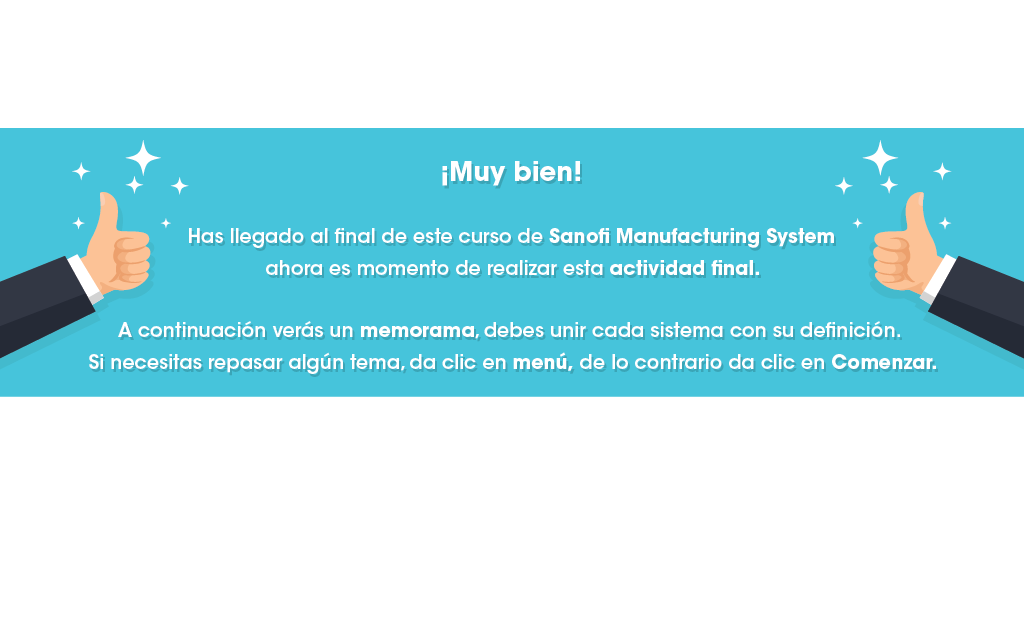 ¡Muy bien!
Has llegado al final de este curso de Sanofi Manufacturing System
ahora es momento de realizar esta actividad final.
A continuación verás un memorama, debes unir cada sistema con su definición.
Si necesitas repasar algún tema, da clic en menú, de lo contrario da clic en Comenzar.